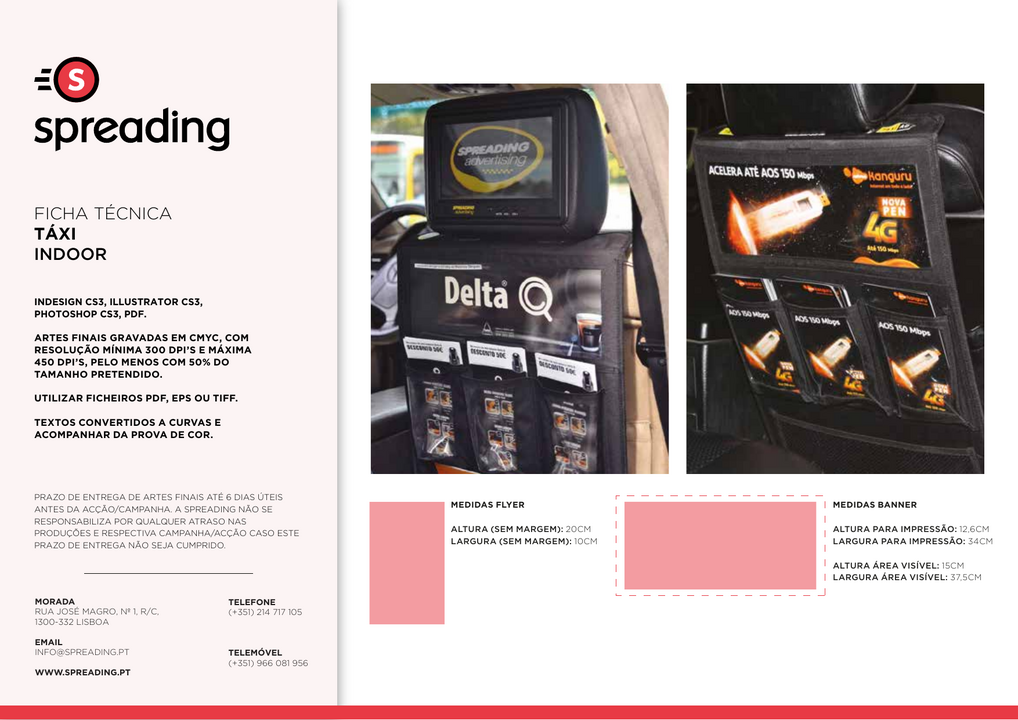 S
spreading
FICHA TÉCNICA
TÁXI
INDOOR
INDESIGN CS3, ILLUSTRATOR CS3,
PHOTOSHOP CS3, PDF.
ARTES FINAIS GRAVADAS EM CMYC, COM
RESOLUÇÃO MÍNIMA 300 DPI'S E MÁXIMA
450 DPI'S, PELO MENOS COM 50% DO
TAMANHO PRETENDIDO.
UTILIZAR FICHEIROS PDF, EPS OU TIFF.
TEXTOS CONVERTIDOS A CURVAS E
ACOMPANHAR DA PROVA DE COR.
PRAZO DE ENTREGA DE ARTES FINAIS ATÉ 6 DIAS ÚTEIS
ANTES DA ACÇÃO/CAMPANHA. A SPREADING NÃO SE
RESPONSABILIZA POR QUALQUER ATRASO NAS
PRODUÇÕES E RESPECTIVA CAMPANHA/ACÇÃO CASO ESTE
PRAZO DE ENTREGA NÃO SEJA CUMPRIDO.
MORADA
RUA JOSÉ MAGRO, Nº 1, R/C,
1300-332 LISBOA
EMAIL
INFO@SPREADING.PT
WWW.SPREADING.PT
TELEFONE
(+351) 214 717 105
TELEMÓVEL
(+351) 966 081 956
SPREADING
advertising
Delta Q
DESCONTO 50€
DESCONTO 50€
DESCONTO 50€
ACELERA ATÉ AOS 150 Mbps
kanguru
NOVA
PEN
4G
Até 150 Mbps
kanguru
AOS 150 Mbps
4G
kanguru
AOS 150 Mbps
4G
kanguru
AOS 150 Mbps
4G
MEDIDAS FLYER
ALTURA (SEM MARGEM): 20CM
LARGURA (SEM MARGEM): 10CM
MEDIDAS BANNER
ALTURA PARA IMPRESSÃO: 12,6CM
LARGURA PARA IMPRESSÃO: 34CM
ALTURA ÁREA VISÍVEL: 15CM
LARGURA ÁREA VISÍVEL: 37,5CM